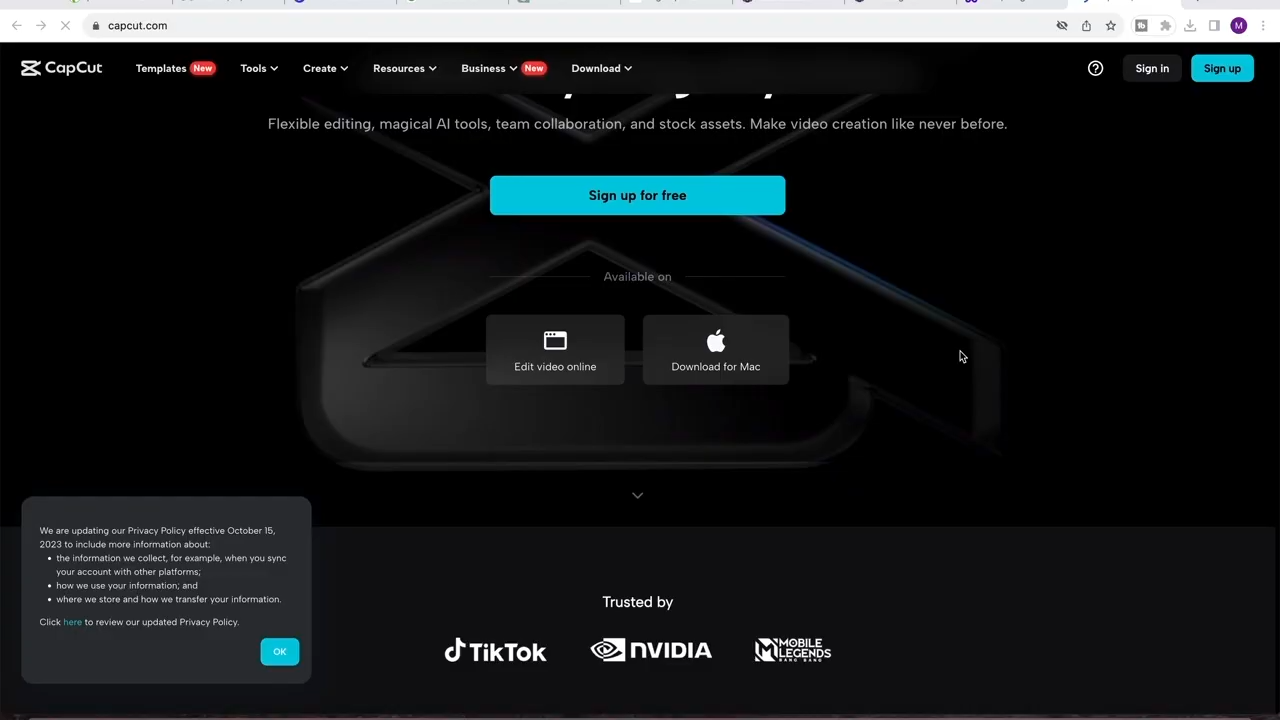 capcut.com
M
CapCut
Templates New
Tools
Create
Resources
Business New
Download
Sign in
Sign up
Flexible editing, magical AI tools, team collaboration, and stock assets. Make video creation like never before.
Sign up for free
Available on
Edit video online
Download for Mac
We are updating our Privacy Policy effective October 15,
2023 to include more information about:
• the information we collect, for example, when you sync
your account with other platforms;
• how we use your information; and
• where we store and how we transfer your information.
Click here to review our updated Privacy Policy.
OK
Trusted by
TikTok
NVIDIA
MOBILE
LEGENDS
BANG BANG